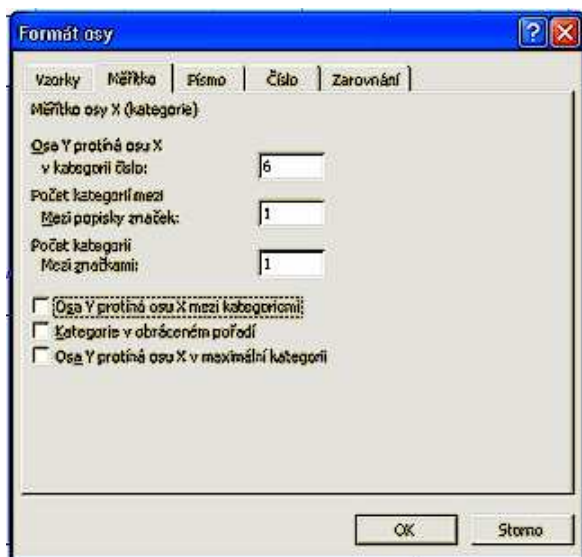 Formát osy
Vzorky Měřítko Písmo Číslo Zarovnání
Měřítko osy X (kategorie)
Osa Y protíná osu X
v kategorii číslo: 6
Počet kategorií mezi
Mezi popisky značek: 1
Počet kategorií
Mezi značkami: 1
Osa Y protíná osu X mezi kategoriemi
Kategorie v obráceném pořadí
Osa Y protíná osu X v maximální kategorii
OK Storno